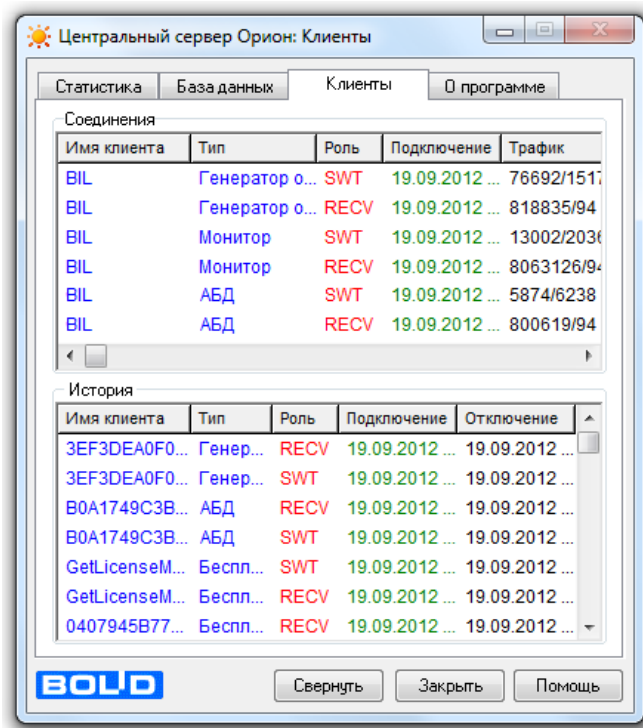 Центральный сервер Орион: Клиенты
Статистика База данных Клиенты О программе
Соединения
Имя клиента Тип Роль Подключение Трафик
BIL Генератор о... SWT 19.09.2012 ... 76692/1517
BIL Генератор о... RECV 19.09.2012 ... 818835/94
BIL Монитор SWT 19.09.2012 ... 13002/2036
BIL Монитор RECV 19.09.2012 ... 8063126/94
BIL АБД SWT 19.09.2012 ... 5874/6238
BIL АБД RECV 19.09.2012 ... 800619/94
История
Имя клиента Тип Роль Подключение Отключение
3EF3DEA0F0... Генер... RECV 19.09.2012 ... 19.09.2012 ...
3EF3DEA0F0... Генер... SWT 19.09.2012 ... 19.09.2012 ...
B0A1749C3B... АБД RECV 19.09.2012 ... 19.09.2012 ...
B0A1749C3B... АБД SWT 19.09.2012 ... 19.09.2012 ...
GetLicenseM... Беспл... SWT 19.09.2012 ... 19.09.2012 ...
GetLicenseM... Беспл... RECV 19.09.2012 ... 19.09.2012 ...
0407945B77... Беспл... RECV 19.09.2012 ... 19.09.2012 ...
BOLID Свернуть Закрыть Помощь